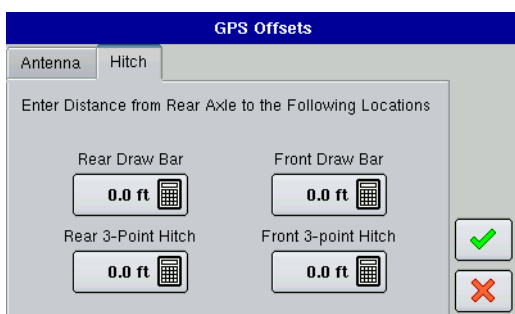 GPS Offsets
Antenna Hitch
Enter Distance from Rear Axle to the Following Locations
Rear Draw Bar Front Draw Bar
0.0 ft 0.0 ft
Rear 3-Point Hitch Front 3-point Hitch
0.0 ft 0.0 ft